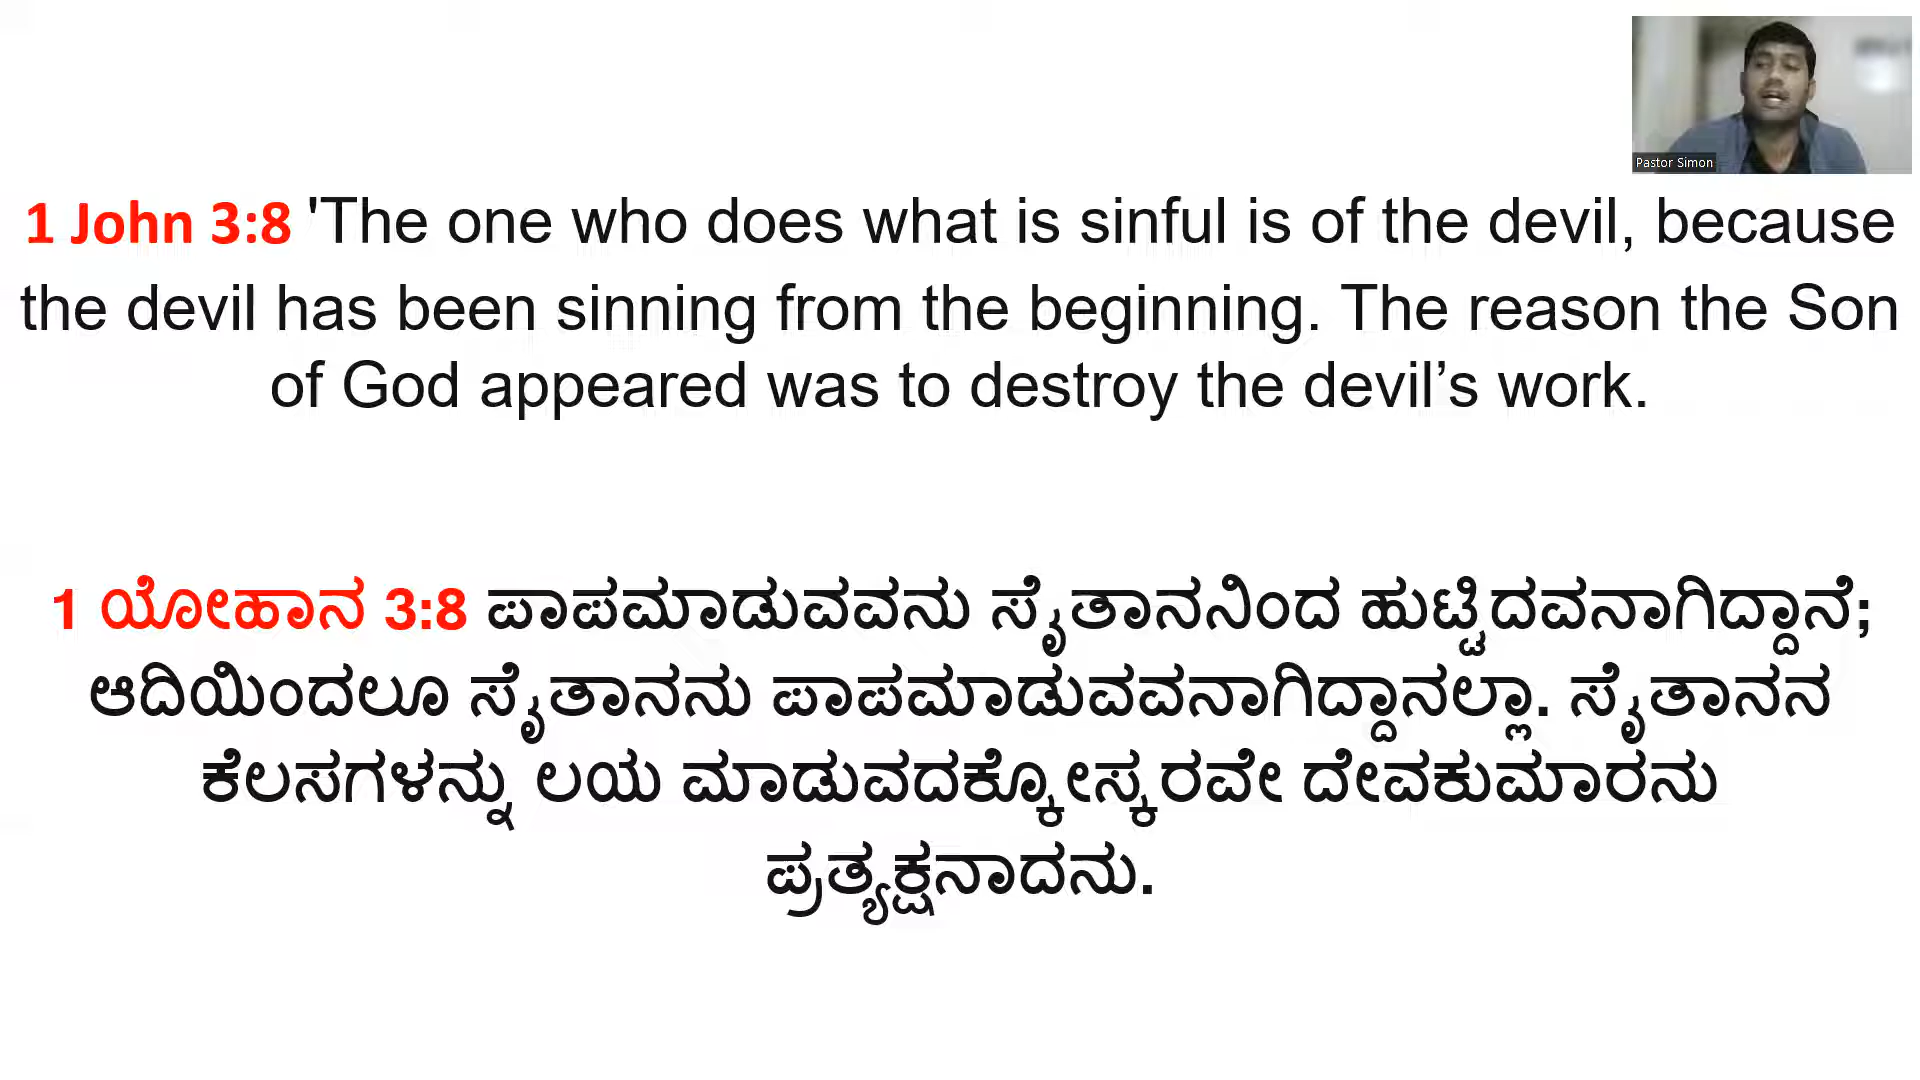 Pastor Simon
1 John 3:8 'The one who does what is sinful is of the devil, because
the devil has been sinning from the beginning. The reason the Son
of God appeared was to destroy the devil’s work.
1 ಯೋಹಾನ 3:8 ಪಾಪಮಾಡುವವನು ಸೈತಾನನಿಂದ ಹುಟ್ಟಿದವನಾಗಿದ್ದಾನೆ;
ಆದಿಯಿಂದಲೂ ಸೈತಾನನು ಪಾಪಮಾಡುವವನಾಗಿದ್ದಾನಲ್ಲಾ. ಸೈತಾನನ
ಕೆಲಸಗಳನ್ನು ಲಯ ಮಾಡುವದಕ್ಕೋಸ್ಕರವೇ ದೇವಕುಮಾರನು
ಪ್ರತ್ಯಕ್ಷನಾದನು.